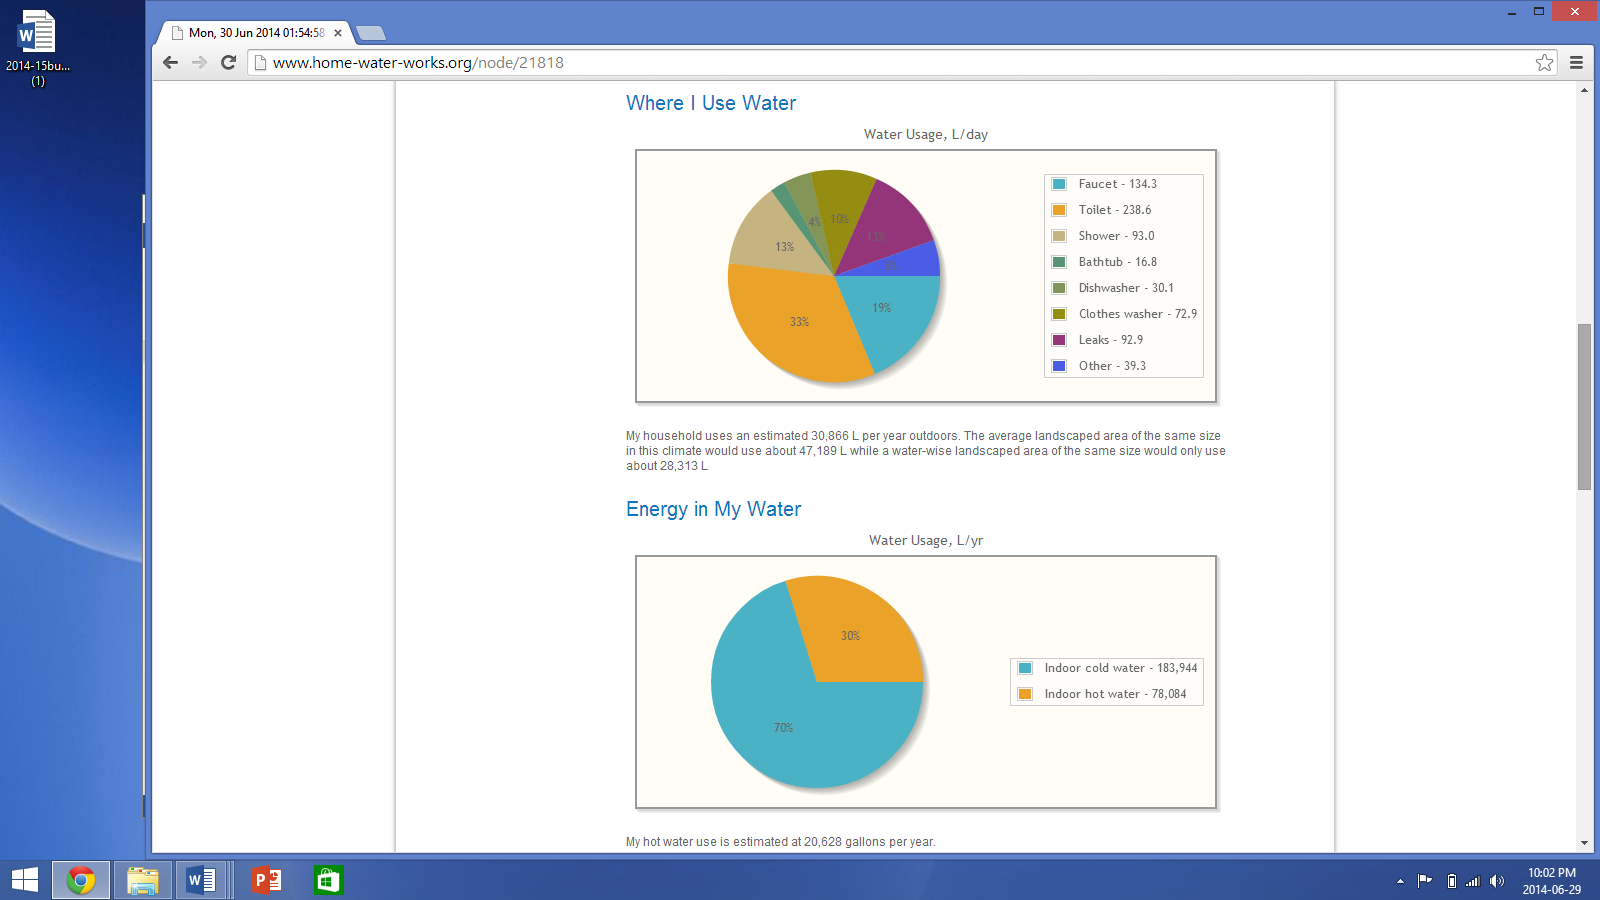 2014-15bu...
(1)
Mon, 30 Jun 2014 01:54:58
www.home-water-works.org/node/21818
Where I Use Water
Water Usage, L/day
4%
10%
13%
13%
19%
33%
Faucet - 134.3
Toilet - 238.6
Shower - 93.0
Bathtub - 16.8
Dishwasher - 30.1
Clothes washer - 72.9
Leaks - 92.9
Other - 39.3
My household uses an estimated 30,866 L per year outdoors. The average landscaped area of the same size
in this climate would use about 47,189 L while a water-wise landscaped area of the same size would only use
about 28,313 L
Energy in My Water
Water Usage, L/yr
30%
70%
Indoor cold water - 183,944
Indoor hot water - 78,084
My hot water use is estimated at 20,628 gallons per year.
10:02 PM
2014-06-29